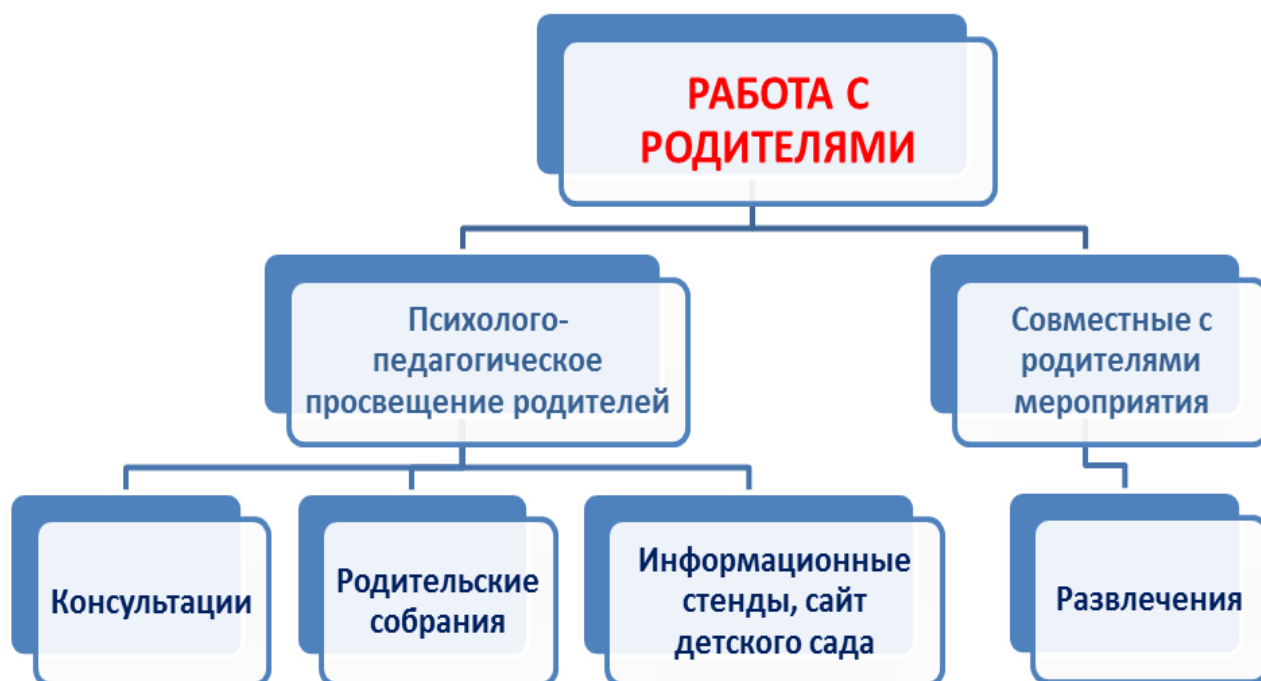 РАБОТА С
РОДИТЕЛЯМИ
Психолого-
педагогическое
просвещение родителей
Совместные с
родителями
мероприятия
Консультации
Родительские
собрания
Информационные
стенды, сайт
детского сада
Развлечения